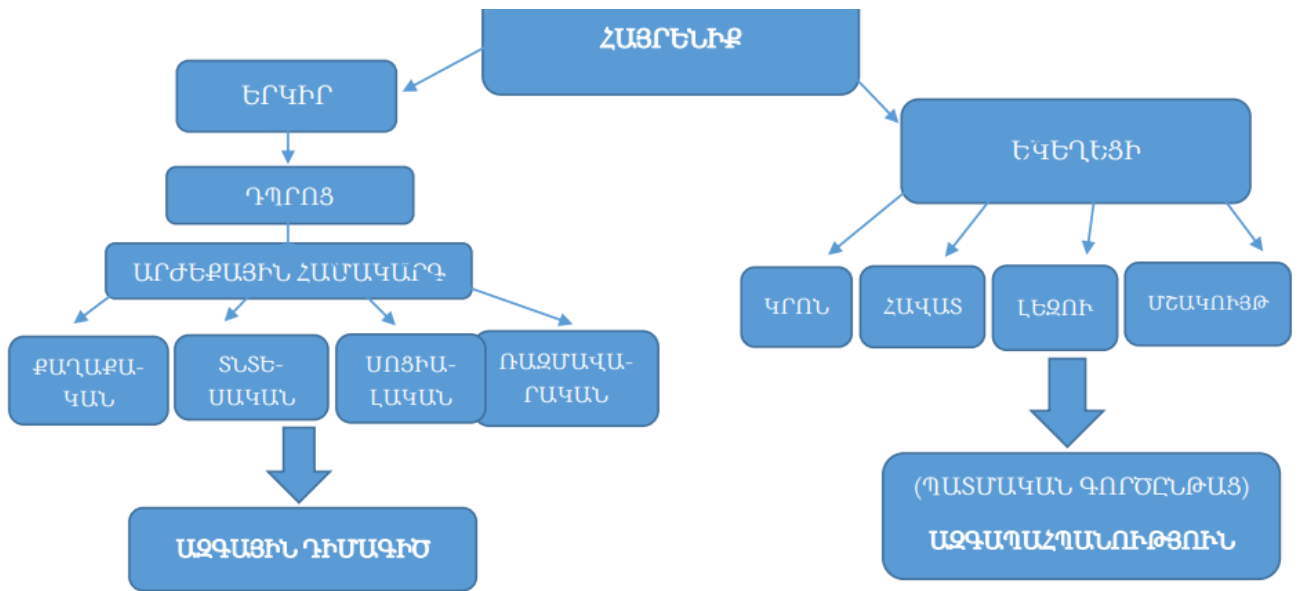 ՀԱՅՐԵՆԻՔ
ԵՐԿԻՐ
ԴՊՐՈՑ
ԱՐԺԵՔԱՅԻՆ ՀԱՄԱԿԱՐԳ
ՔԱՂԱՔԱ-
ԿԱՆ
ՏՆՏԵ-
ՍԱԿԱՆ
ՍՈՑԻԱ-
ԼԱԿԱՆ
ՌԱԶՄԱՎԱ-
ՐԱԿԱՆ
ԱԶԳԱՅԻՆ ԴԻՄԱԳԻԾ
ԵԿԵՂԵՑԻ
ԿՐՈՆ
ՀԱՎԱՏ
ԼԵԶՈՒ
ՄՇԱԿՈՒՅԹ
(ՊԱՏՄԱԿԱՆ ԳՈՐԾԸՆԹԱՑ)
ԱԶԳԱՊԱՀՊԱՆՈՒԹՅՈՒՆ